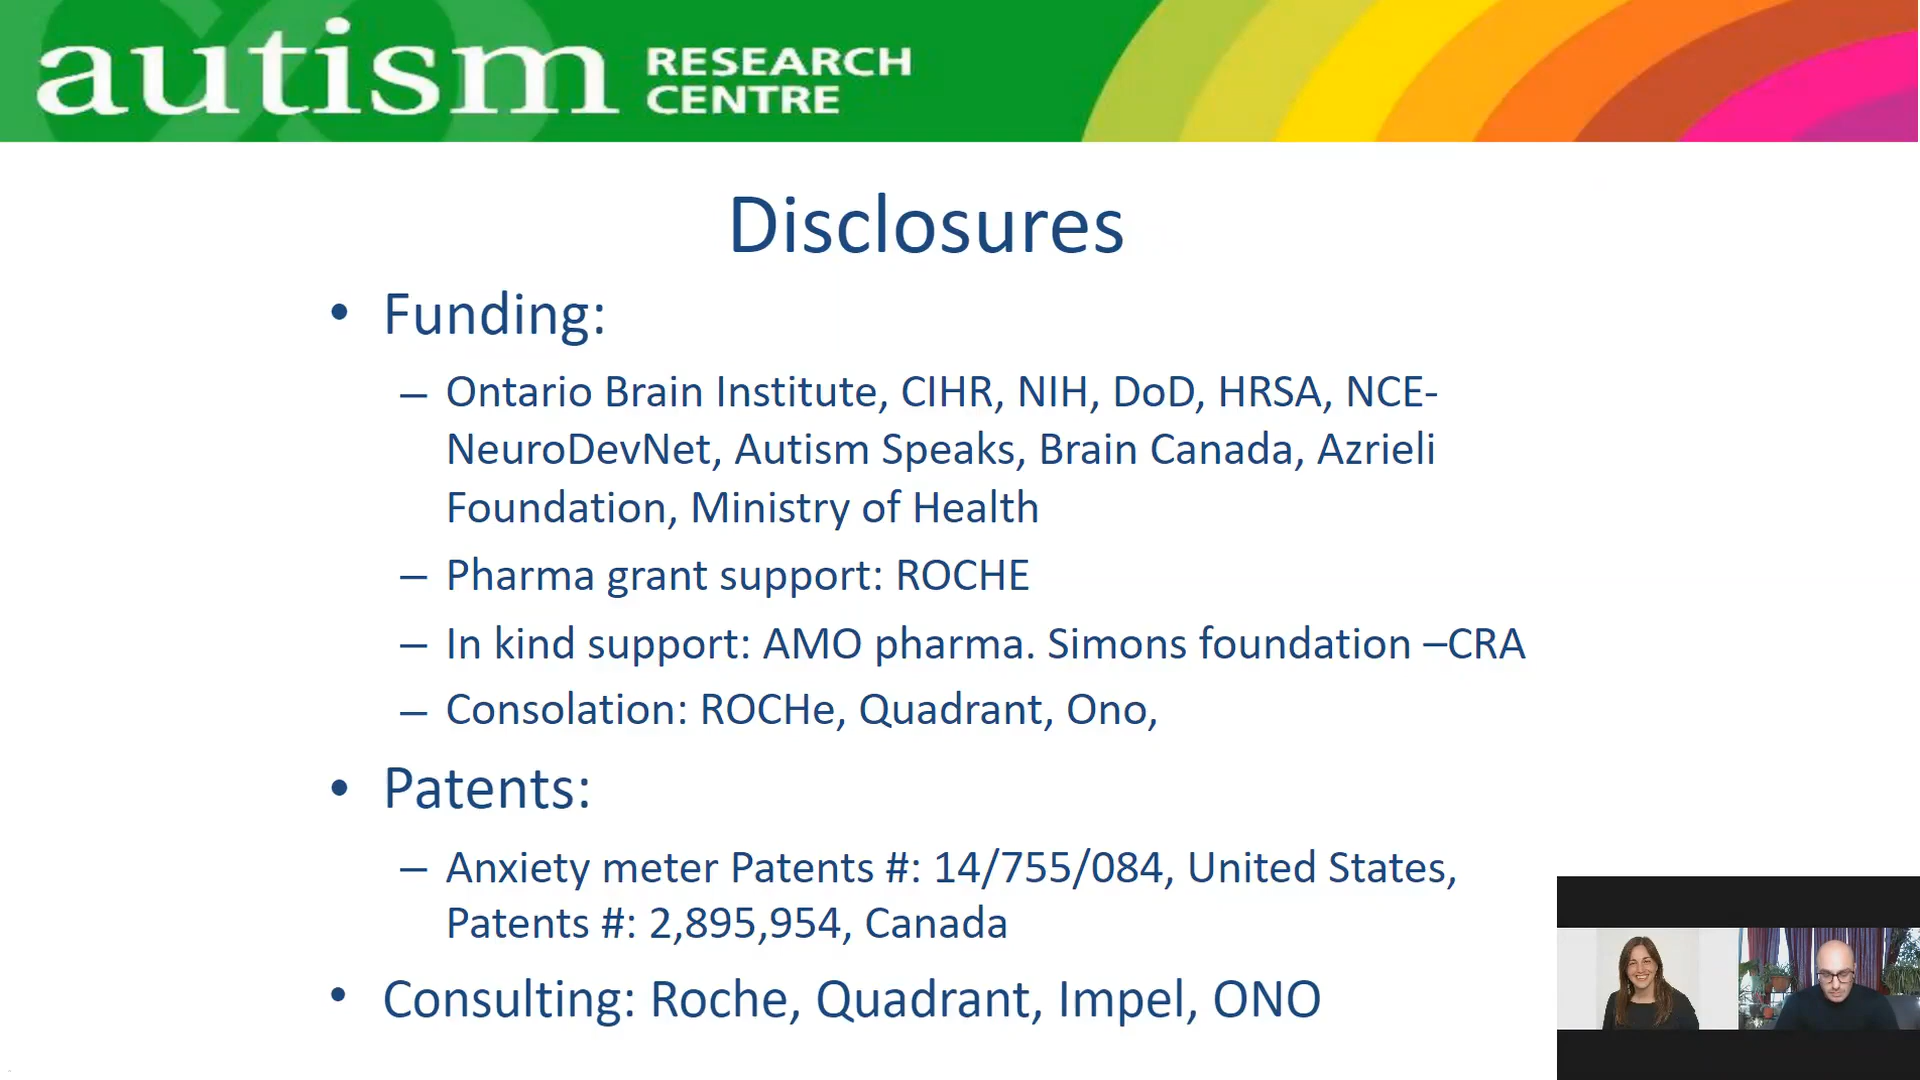 autism RESEARCH
CENTRE
Disclosures
• Funding:
– Ontario Brain Institute, CIHR, NIH, DoD, HRSA, NCE-
NeuroDevNet, Autism Speaks, Brain Canada, Azrieli
Foundation, Ministry of Health
– Pharma grant support: ROCHE
– In kind support: AMO pharma. Simons foundation –CRA
– Consolation: ROCHe, Quadrant, Ono,
• Patents:
– Anxiety meter Patents #: 14/755/084, United States,
Patents #: 2,895,954, Canada
• Consulting: Roche, Quadrant, Impel, ONO